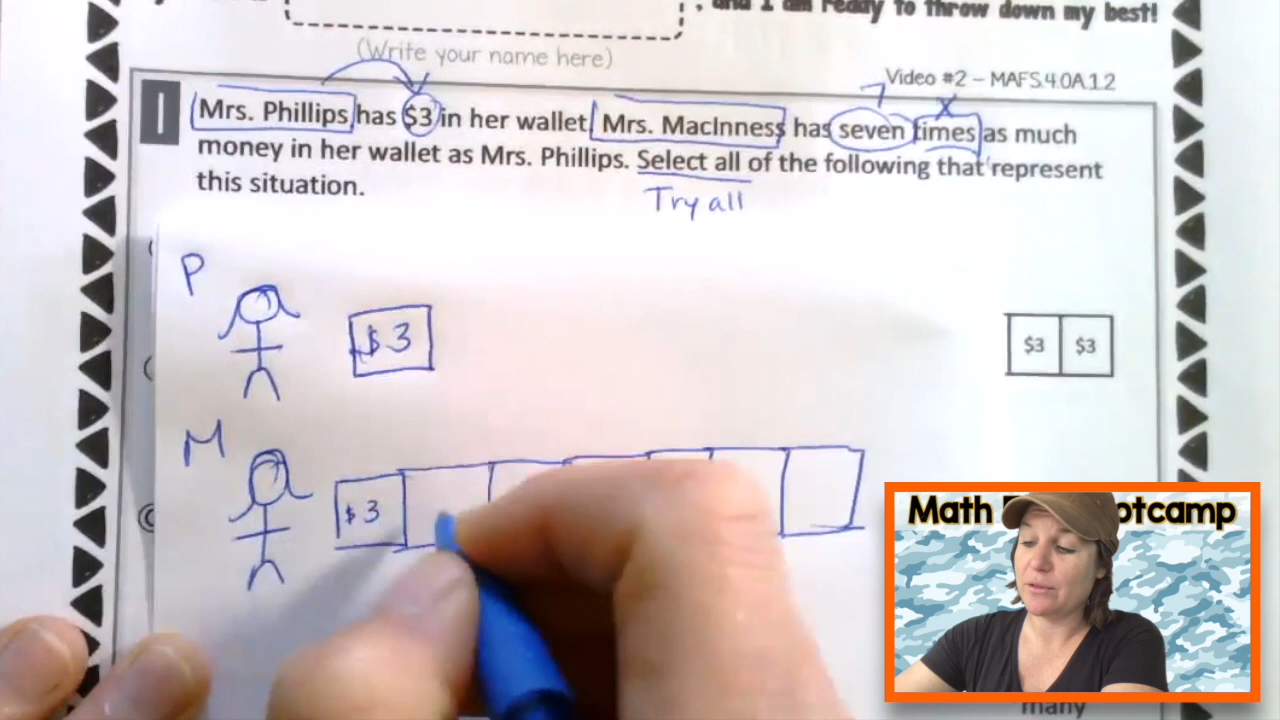 , and I am ready to throw down my best!
(Write your name here)
Video #2 – MAFS.4.OA.1.2
7 x
1 Mrs. Phillips has $3 in her wallet. Mrs. MacInness has seven times as much
money in her wallet as Mrs. Phillips. Select all of the following that represent
this situation.
Try all
P
$3
$3 $3
M
$3
Math
otcamp
many